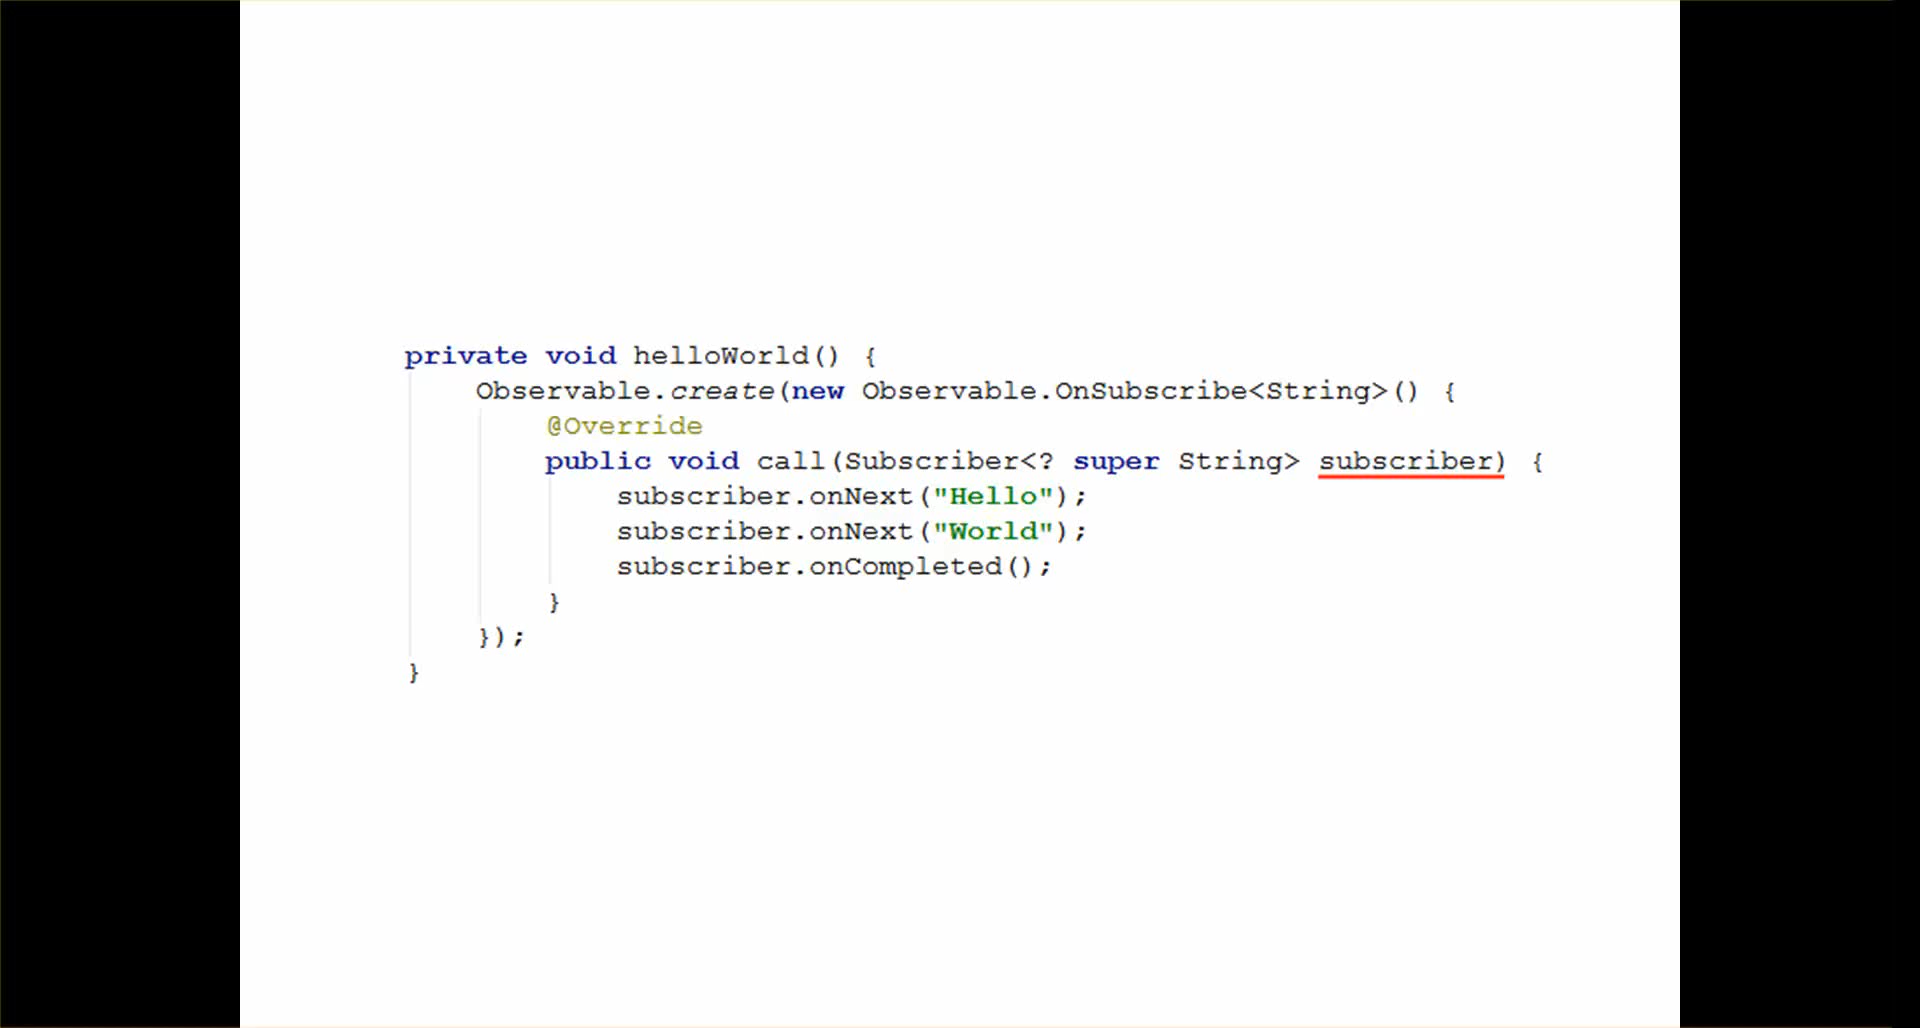 private void helloWorld() {
Observable.create(new Observable.OnSubscribe<String>() {
@Override
public void call(Subscriber<? super String> subscriber) {
subscriber.onNext("Hello");
subscriber.onNext("World");
subscriber.onCompleted();
}
});
}